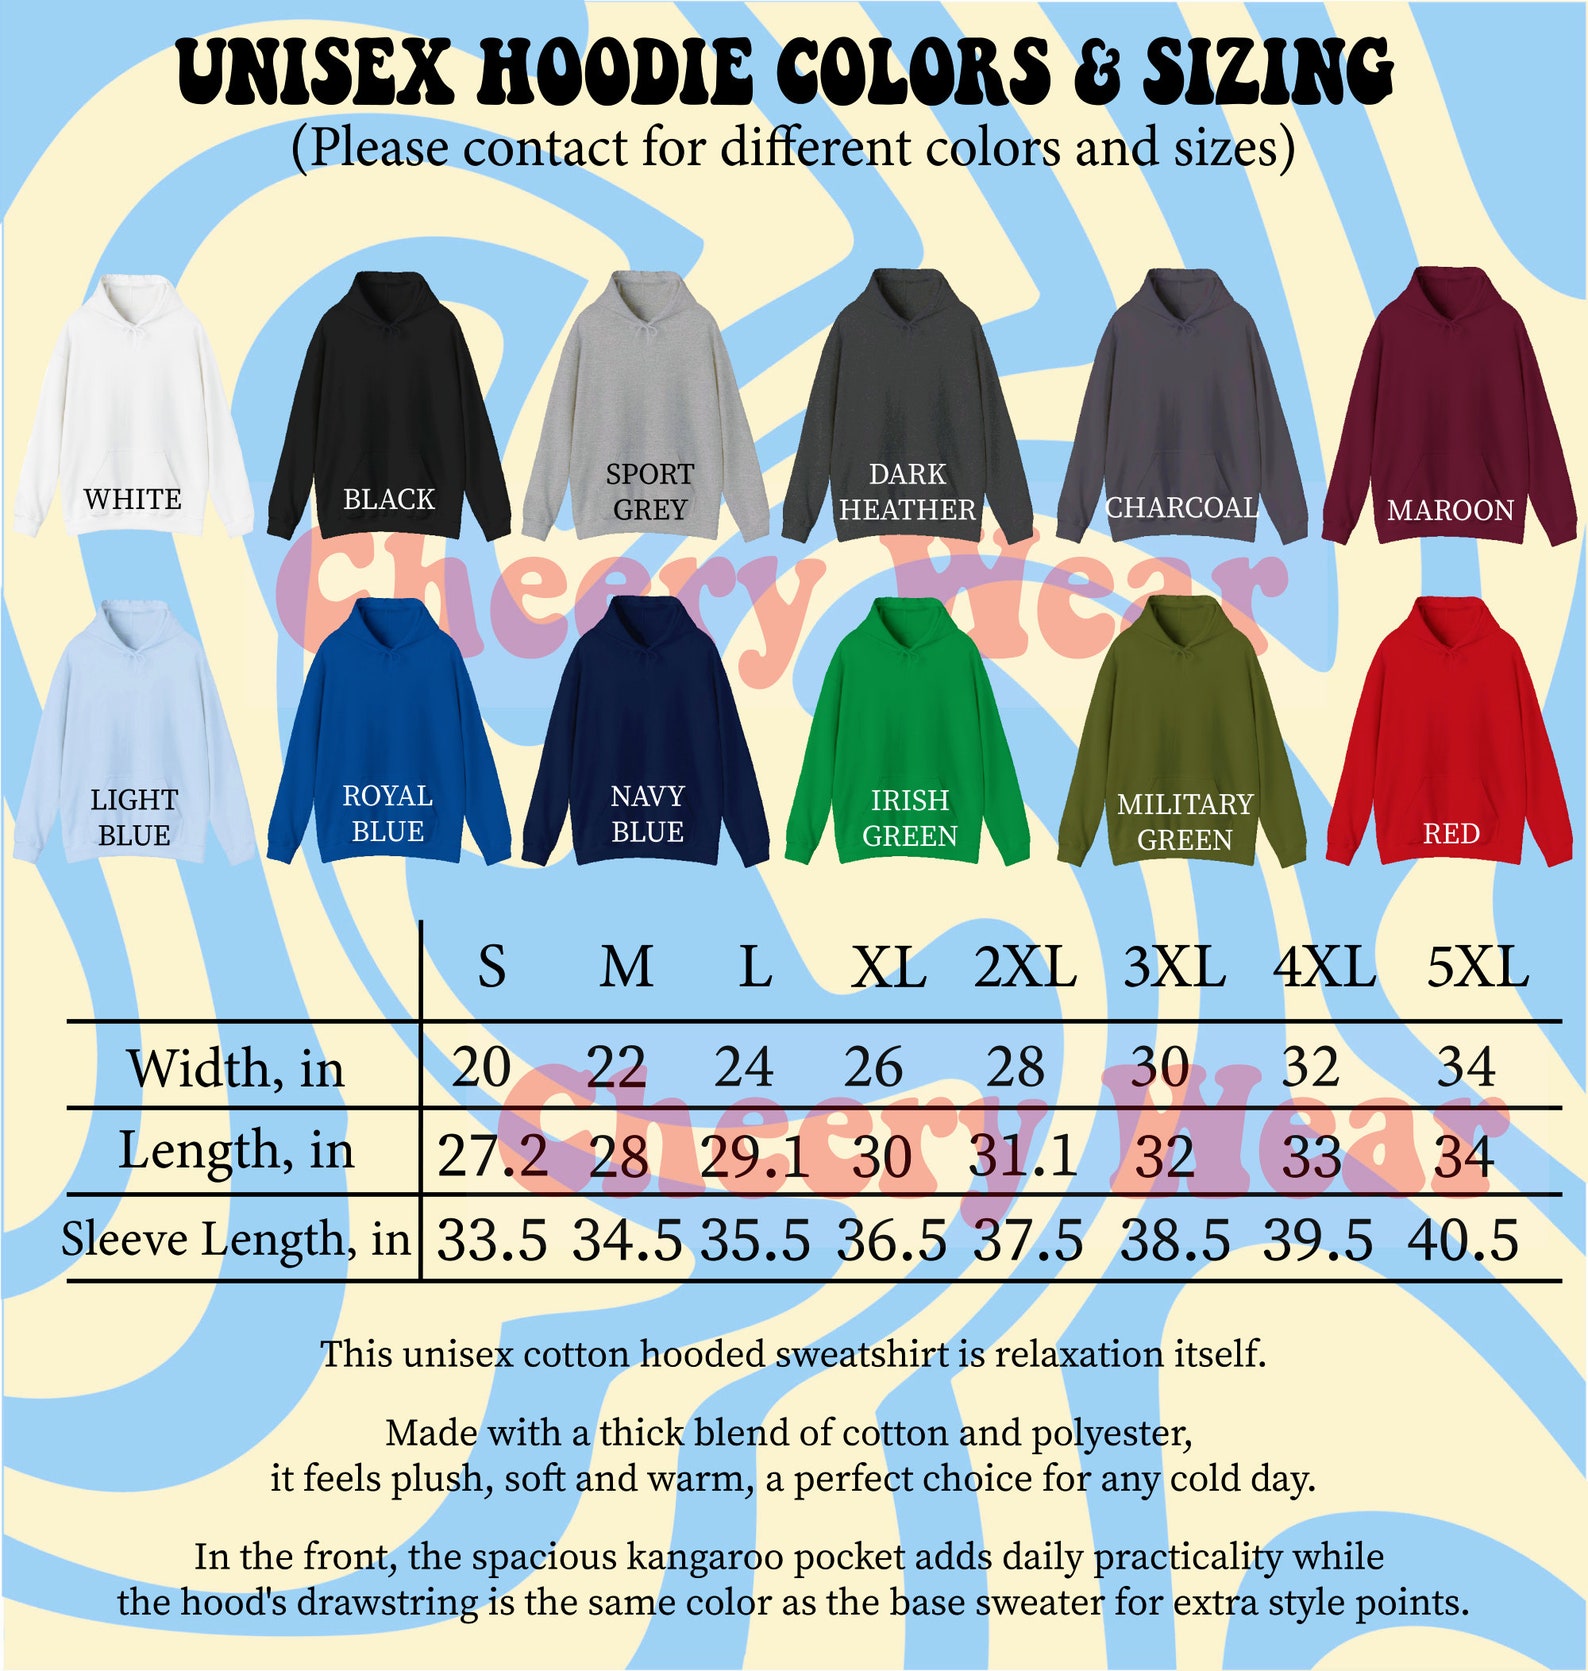 UNISEX HOODIE COLORS & SIZING
(Please contact for different colors and sizes)
WHITE
BLACK
SPORT
GREY
DARK
HEATHER
CHARCOAL
MAROON
Cheery Wear
LIGHT
BLUE
ROYAL
BLUE
NAVY
BLUE
IRISH
GREEN
MILITARY
GREEN
RED
S M L XL 2XL 3XL 4XL 5XL
Width, in 20 22 24 26 28 30 32 34
Cheery Wear
Length, in 27.2 28 29.1 30 31.1 32 33 34
Sleeve Length, in 33.5 34.5 35.5 36.5 37.5 38.5 39.5 40.5
This unisex cotton hooded sweatshirt is relaxation itself.
Made with a thick blend of cotton and polyester,
it feels plush, soft and warm, a perfect choice for any cold day.
In the front, the spacious kangaroo pocket adds daily practicality while
the hood's drawstring is the same color as the base sweater for extra style points.